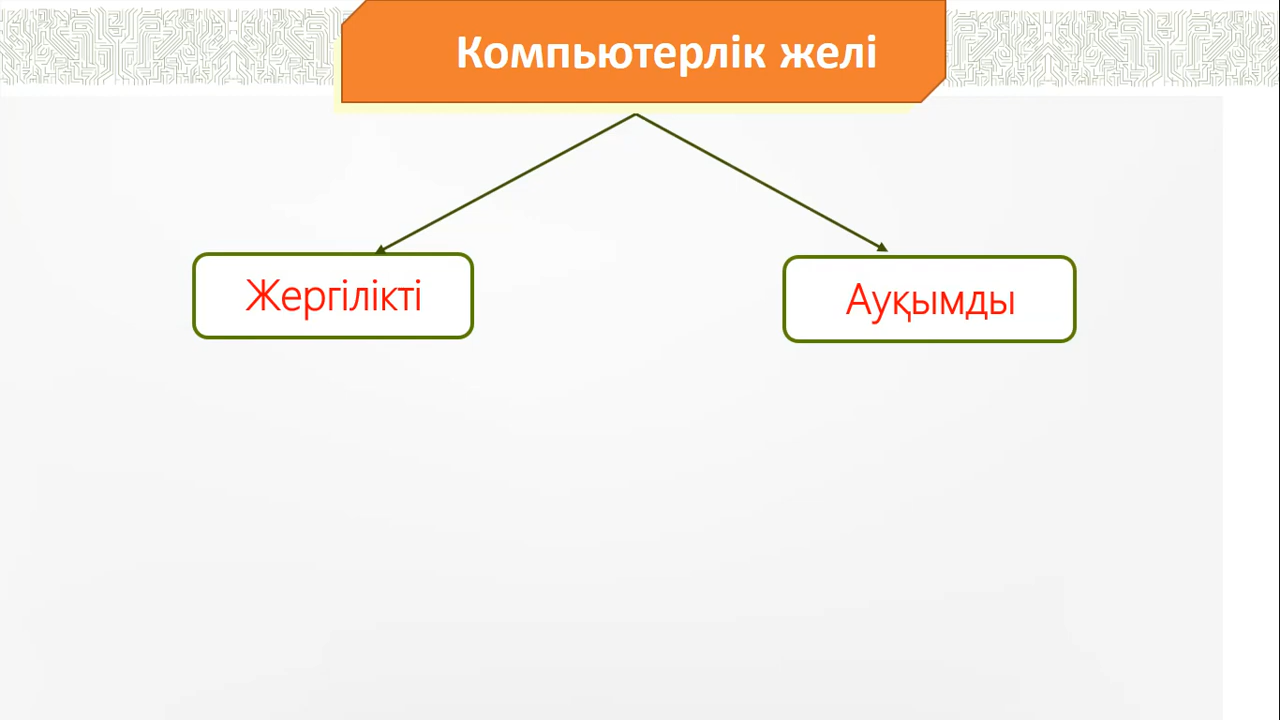 Компьютерлік желі
Жергілікті
Ауқымды